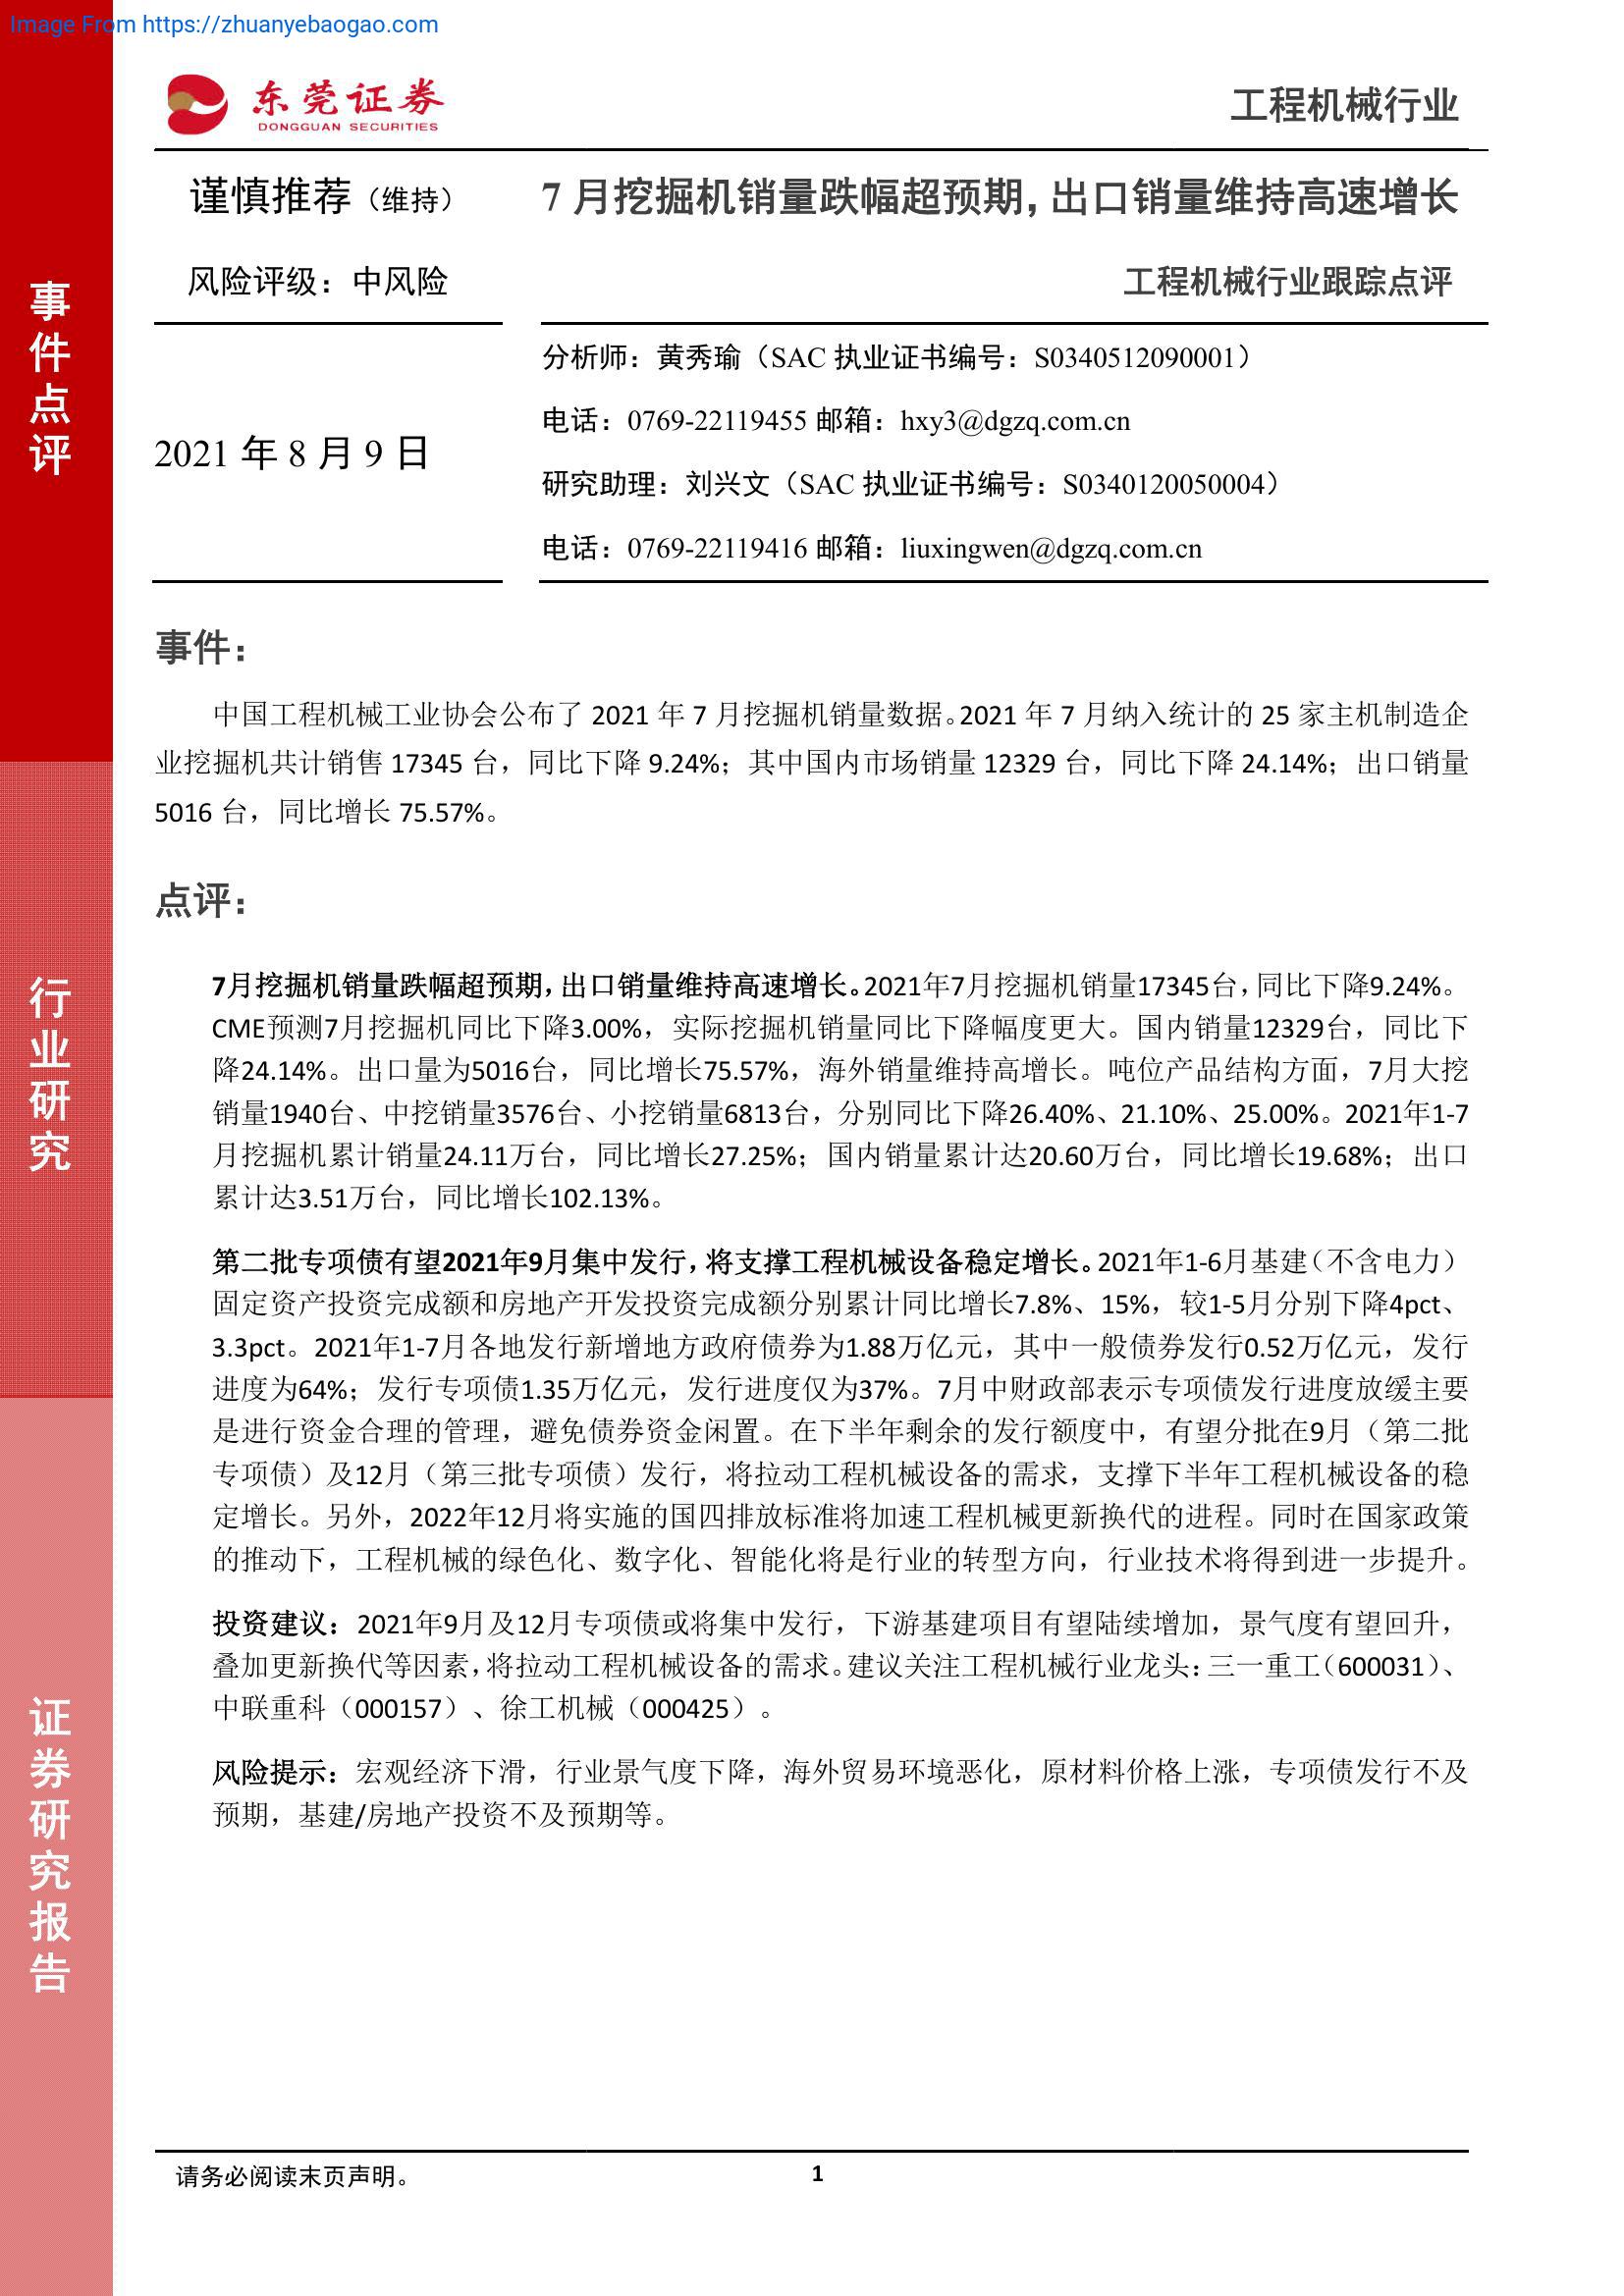 Image From https://zhuanyebaogao.com
东莞证券
DONGGUAN SECURITIES
工程机械行业
谨慎推荐（维持）
7 月挖掘机销量跌幅超预期，出口销量维持高速增长
风险评级：中风险
工程机械行业跟踪点评
2021 年 8 月 9 日
分析师：黄秀瑜（SAC 执业证书编号：S0340512090001）
电话：0769-22119455 邮箱：hxy3@dgzq.com.cn
研究助理：刘兴文（SAC 执业证书编号：S0340120050004）
电话：0769-22119416 邮箱：liuxingwen@dgzq.com.cn
事件点评
行业研究
证券研究报告
事件：
中国工程机械工业协会公布了 2021 年 7 月挖掘机销量数据。2021 年 7 月纳入统计的 25 家主机制造企
业挖掘机共计销售 17345 台，同比下降 9.24%；其中国内市场销量 12329 台，同比下降 24.14%；出口销量
5016 台，同比增长 75.57%。
点评：
7月挖掘机销量跌幅超预期，出口销量维持高速增长。2021年7月挖掘机销量17345台，同比下降9.24%。
CME预测7月挖掘机同比下降3.00%，实际挖掘机销量同比下降幅度更大。国内销量12329台，同比下
降24.14%。出口量为5016台，同比增长75.57%，海外销量维持高增长。吨位产品结构方面，7月大挖
销量1940台、中挖销量3576台、小挖销量6813台，分别同比下降26.40%、21.10%、25.00%。2021年1-7
月挖掘机累计销量24.11万台，同比增长27.25%；国内销量累计达20.60万台，同比增长19.68%；出口
累计达3.51万台，同比增长102.13%。
第二批专项债有望2021年9月集中发行，将支撑工程机械设备稳定增长。2021年1-6月基建（不含电力）
固定资产投资完成额和房地产开发投资完成额分别累计同比增长7.8%、15%，较1-5月分别下降4pct、
3.3pct。2021年1-7月各地发行新增地方政府债券为1.88万亿元，其中一般债券发行0.52万亿元，发行
进度为64%；发行专项债1.35万亿元，发行进度仅为37%。7月中财政部表示专项债发行进度放缓主要
是进行资金合理的管理，避免债券资金闲置。在下半年剩余的发行额度中，有望分批在9月（第二批
专项债）及12月（第三批专项债）发行，将拉动工程机械设备的需求，支撑下半年工程机械设备的稳
定增长。另外，2022年12月将实施的国四排放标准将加速工程机械更新换代的进程。同时在国家政策
的推动下，工程机械的绿色化、数字化、智能化将是行业的转型方向，行业技术将得到进一步提升。
投资建议：2021年9月及12月专项债或将集中发行，下游基建项目有望陆续增加，景气度有望回升，
叠加更新换代等因素，将拉动工程机械设备的需求。建议关注工程机械行业龙头：三一重工（600031）、
中联重科（000157）、徐工机械（000425）。
风险提示：宏观经济下滑，行业景气度下降，海外贸易环境恶化，原材料价格上涨，专项债发行不及
预期，基建/房地产投资不及预期等。
请务必阅读末页声明。
1